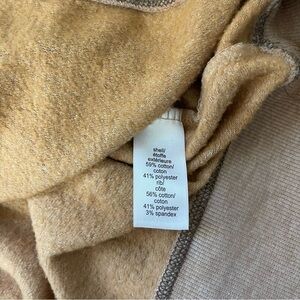 shell/
étoffe
extérieure
59% cotton/
coton
41% polyester
rib/
côte
56% cotton/
coton
41% polyester
3% spandex